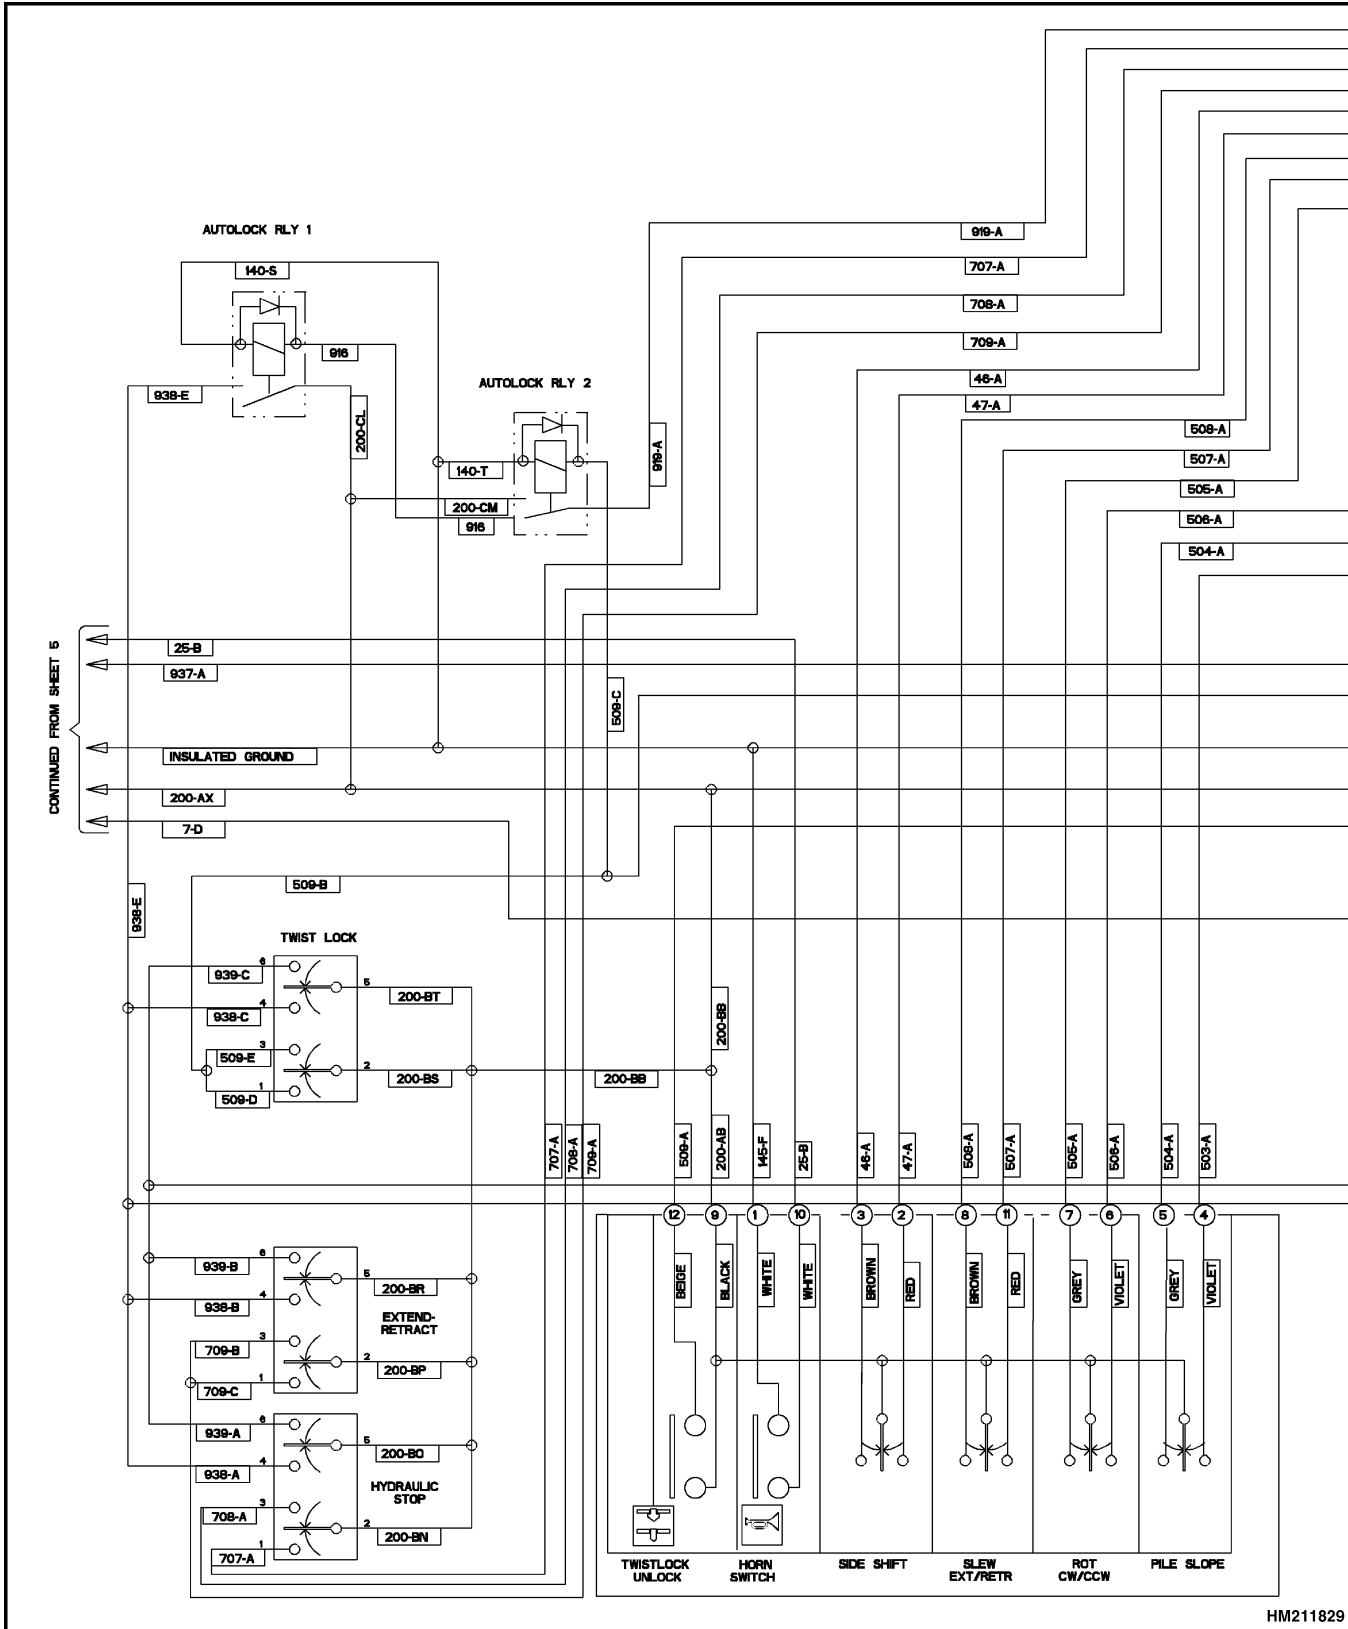 AUTOLOCK RLY 1
140-S
916
938-E
200-CL
AUTOLOCK RLY 2
140-T
200-CM
916
919-A
919-A
707-A
708-A
709-A
46-A
47-A
508-A
507-A
505-A
506-A
504-A
CONTINUED FROM SHEET 5
25-B
937-A
INSULATED GROUND
200-AX
7-D
509-C
509-B
938-E
TWIST LOCK
6
939-C
5
200-BT
4
938-C
3
509-E
2
200-BS
1
509-D
200-BB
200-BB
707-A
708-A
709-A
509-A
200-AB
145-F
25-B
46-A
47-A
508-A
507-A
505-A
506-A
504-A
503-A
12
9
1
10
3
2
8
11
7
6
5
4
BEIGE
BLACK
WHITE
WHITE
BROWN
RED
BROWN
RED
GREY
VIOLET
GREY
VIOLET
6
939-B
5
200-BR
4
938-B
EXTEND-
RETRACT
3
709-B
2
200-BP
1
709-C
6
939-A
5
200-BO
4
938-A
HYDRAULIC
STOP
3
708-A
2
200-BN
1
707-A
TWISTLOCK
UNLOCK
HORN
SWITCH
SIDE SHIFT
SLEW
EXT/RETR
ROT
CW/CCW
PILE SLOPE
HM211829